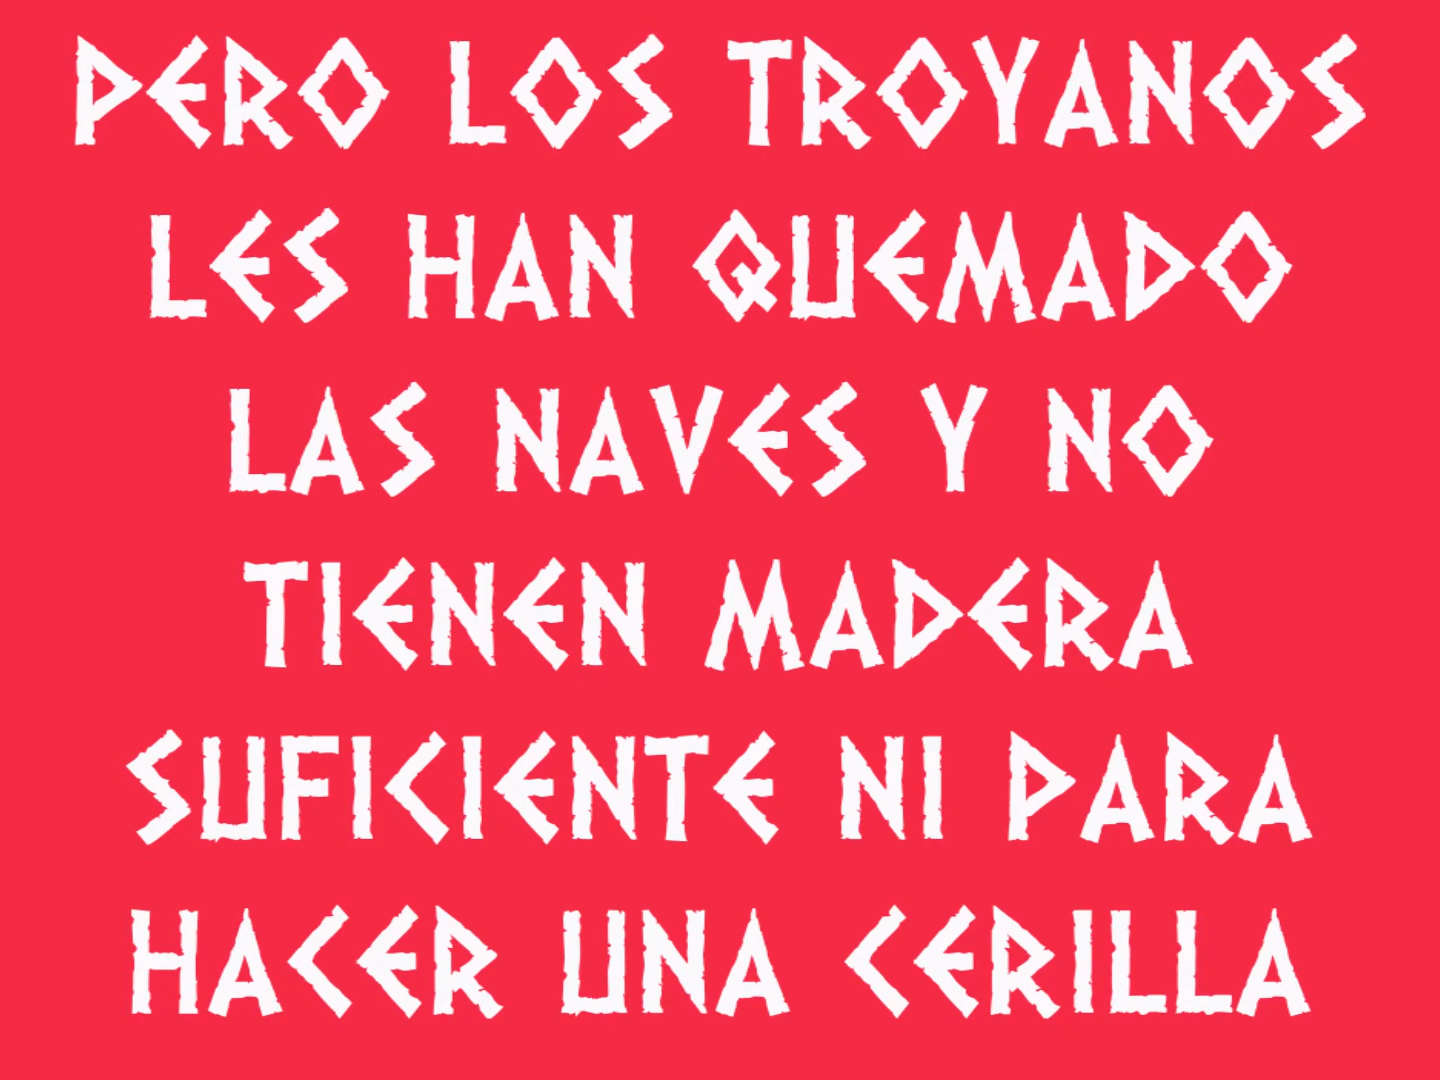 PERO LOS TROYANOS
LES HAN QUEMADO
LAS NAVES Y NO
TIENEN MADERA
SUFICIENTE NI PARA
HACER UNA CERILLA